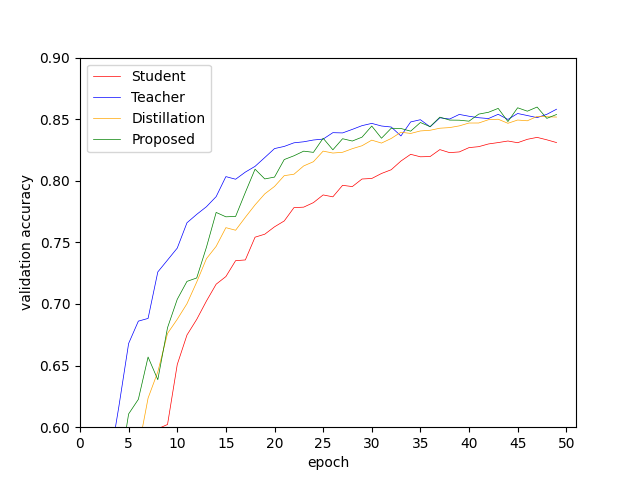 0.90
0.85
0.80
0.75
0.70
0.65
0.60
validation accuracy
Student
Teacher
Distillation
Proposed
0 5 10 15 20 25 30 35 40 45 50
epoch